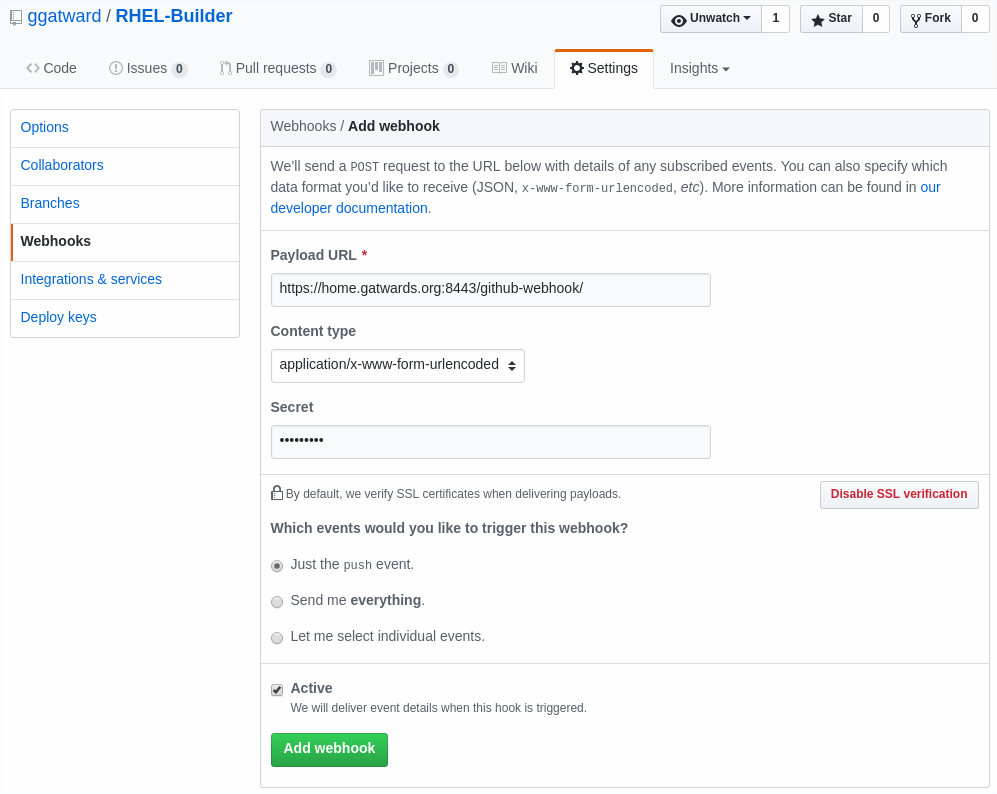 ggatward / RHEL-Builder
Unwatch 1 Star 0 Fork 0
Code Issues 0 Pull requests 0 Projects 0 Wiki Settings Insights
Options
Collaborators
Branches
Webhooks
Integrations & services
Deploy keys
Webhooks / Add webhook
We’ll send a POST request to the URL below with details of any subscribed events. You can also specify which
data format you’d like to receive (JSON, x-www-form-urlencoded, etc). More information can be found in our
developer documentation.
Payload URL *
https://home.gatwards.org:8443/github-webhook/
Content type
application/x-www-form-urlencoded
Secret
•••••••••
By default, we verify SSL certificates when delivering payloads.
Disable SSL verification
Which events would you like to trigger this webhook?
Just the push event.
Send me everything.
Let me select individual events.
Active
We will deliver event details when this hook is triggered.
Add webhook